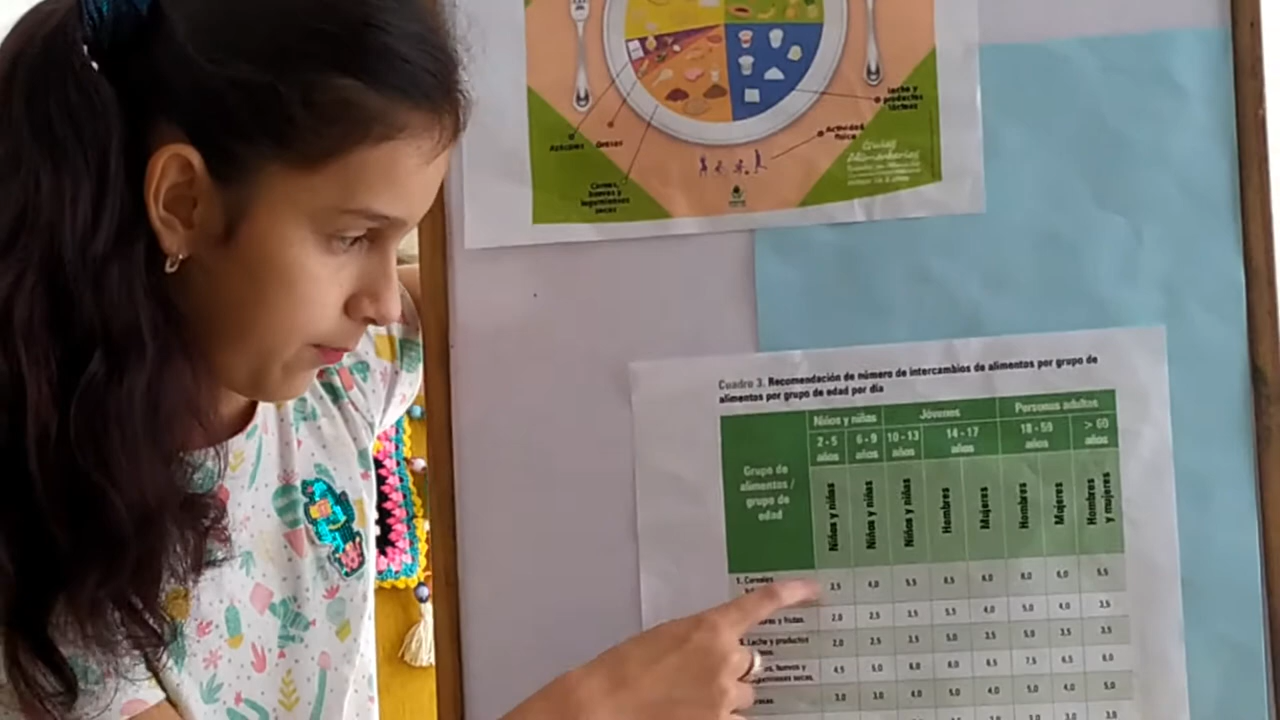 Leche y
productos
lácteos
Actividad
física
Azúcares
Grasas
Carnes,
huevos y
leguminosas
secas
Guías
Alimentarias
Cuadro 3. Recomendación de número de intercambios de alimentos por grupo de
alimentos por grupo de edad por día
Grupo de
alimentos /
grupo de
edad
Niños y niñas
Jóvenes
Personas adultas
2 - 5
años
6 - 9
años
10 - 13
años
14 - 17
años
18 - 59
años
> 60
años
Niños y niñas
Niños y niñas
Niños y niñas
Hombres
Mujeres
Hombres
Mujeres
Hombres
y mujeres
1. Cereales
3,5 4,0 5,5 8,5 6,0 8,0 6,0 5,5
y frutas. 2,0 2,5 3,5 5,5 4,0 5,0 4,0 3,5
Leche y productos
2,0 2,5 3,5 5,0 3,5 5,0 3,5 3,5
huevos y
secas,
4,5 5,0 6,0 8,0 6,5 7,5 6,5 6,0
3,0 3,0 4,0 5,0 4,0 5,0 4,0 5,0